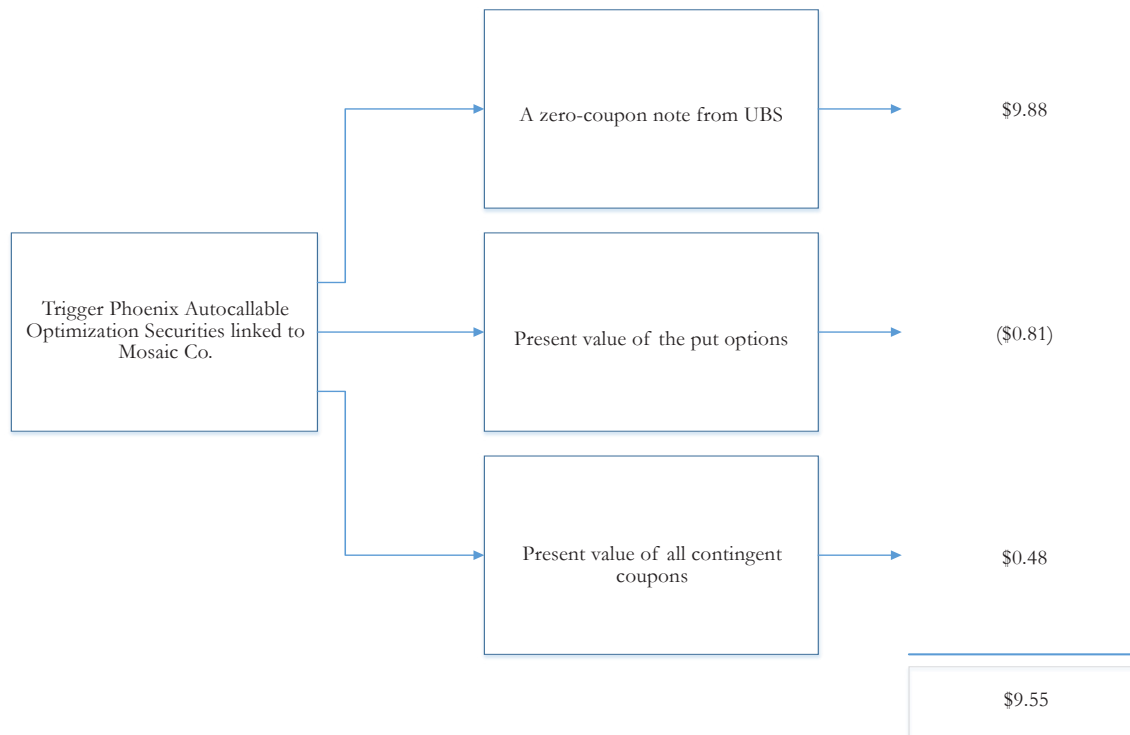 A zero-coupon note from UBS
$9.88
Trigger Phoenix Autocallable
Optimization Securities linked to
Mosaic Co.
Present value of the put options
($0.81)
Present value of all contingent
coupons
$0.48
$9.55